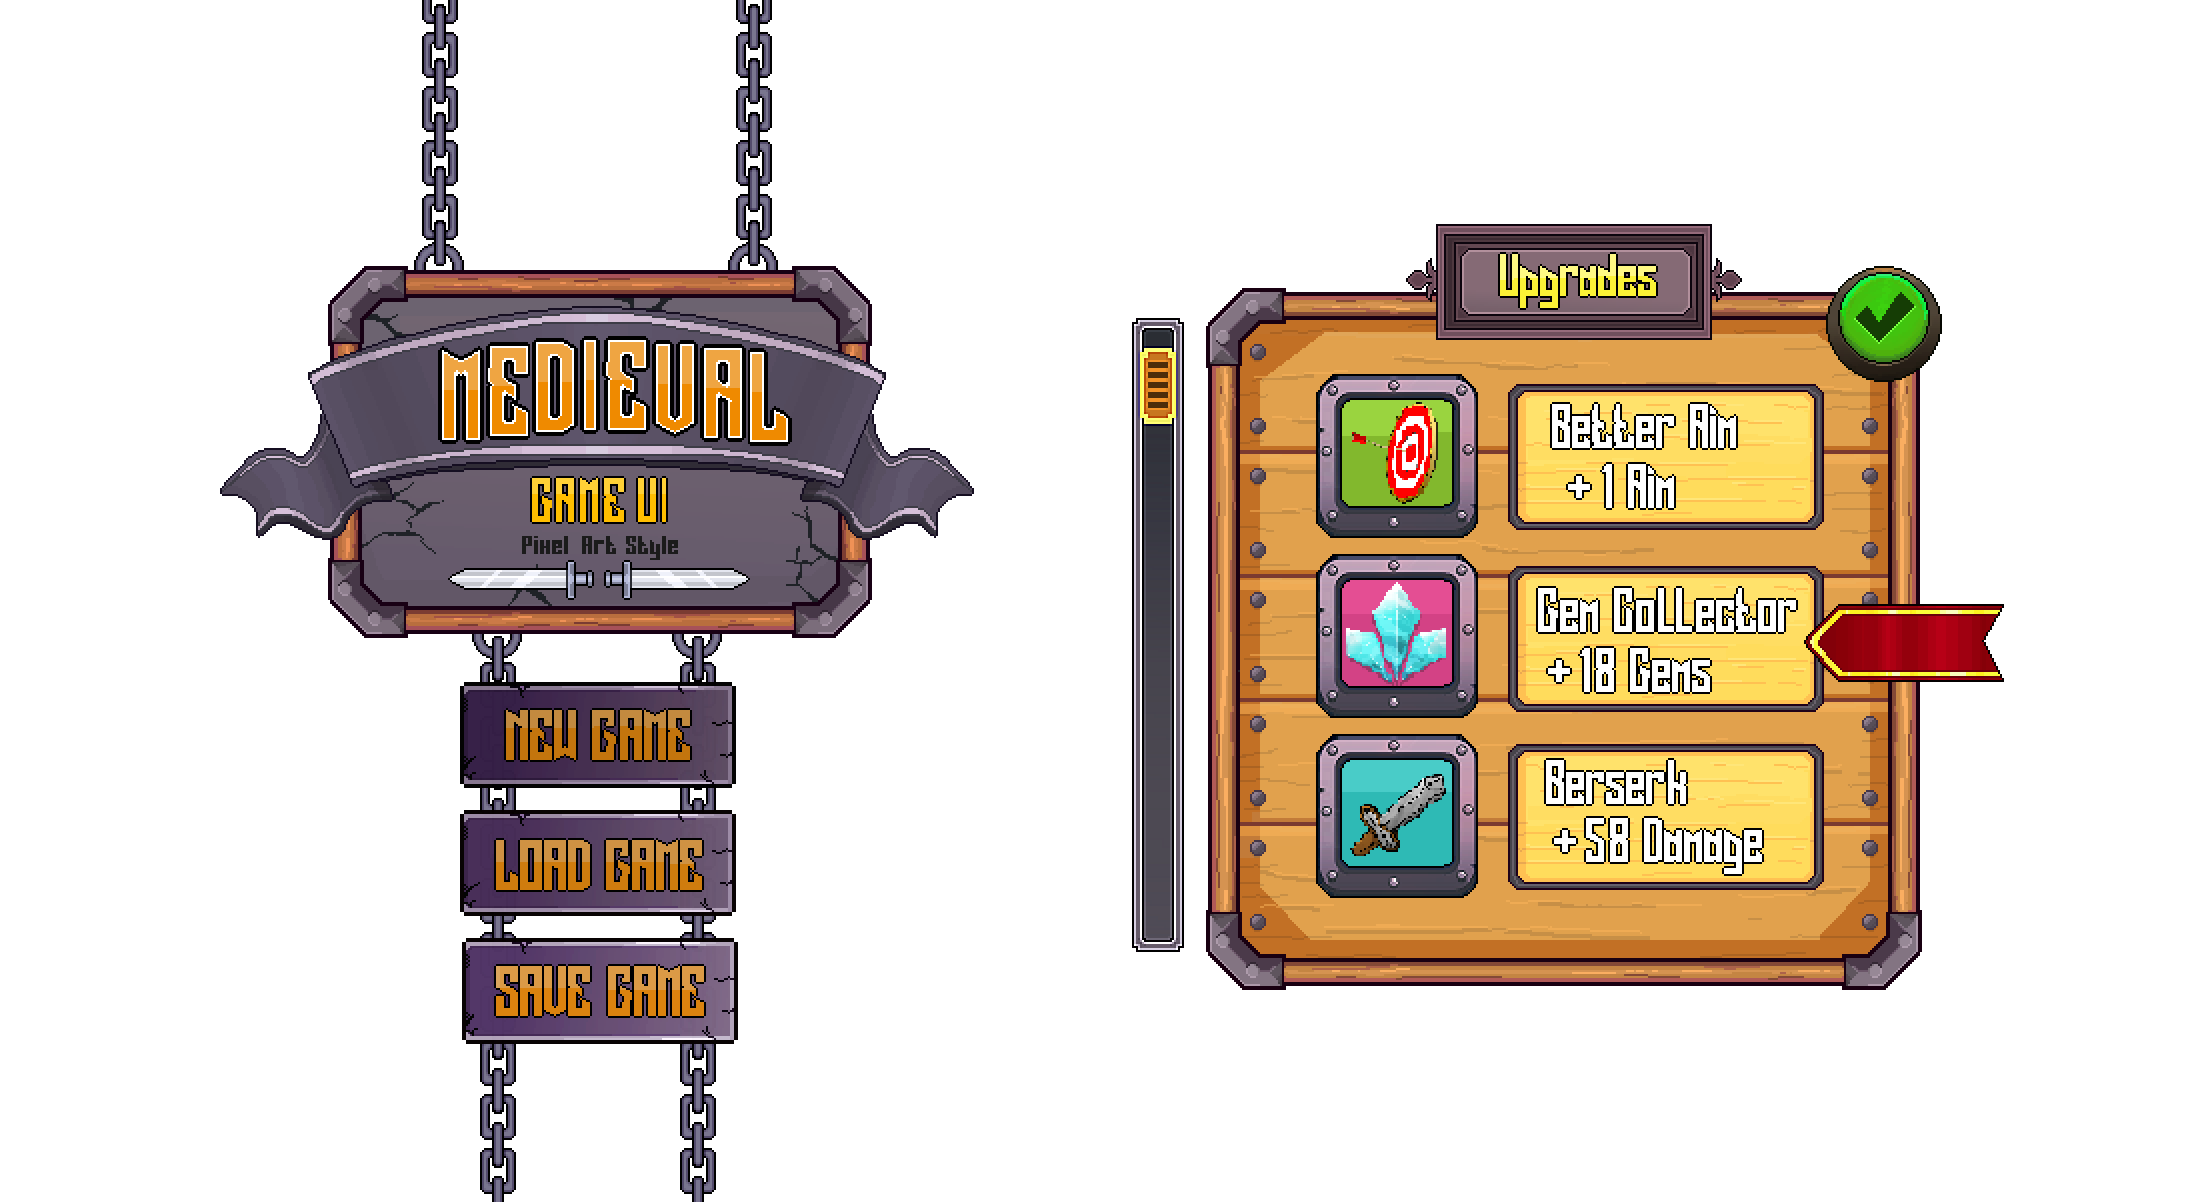 MEDIEVAL
GAME UI
Pixel Art Style
NEW GAME
LOAD GAME
SAVE GAME
Upgrades
Better Aim
+1 Aim
Gem Collector
+18 Gems
Berserk
+58 Damage